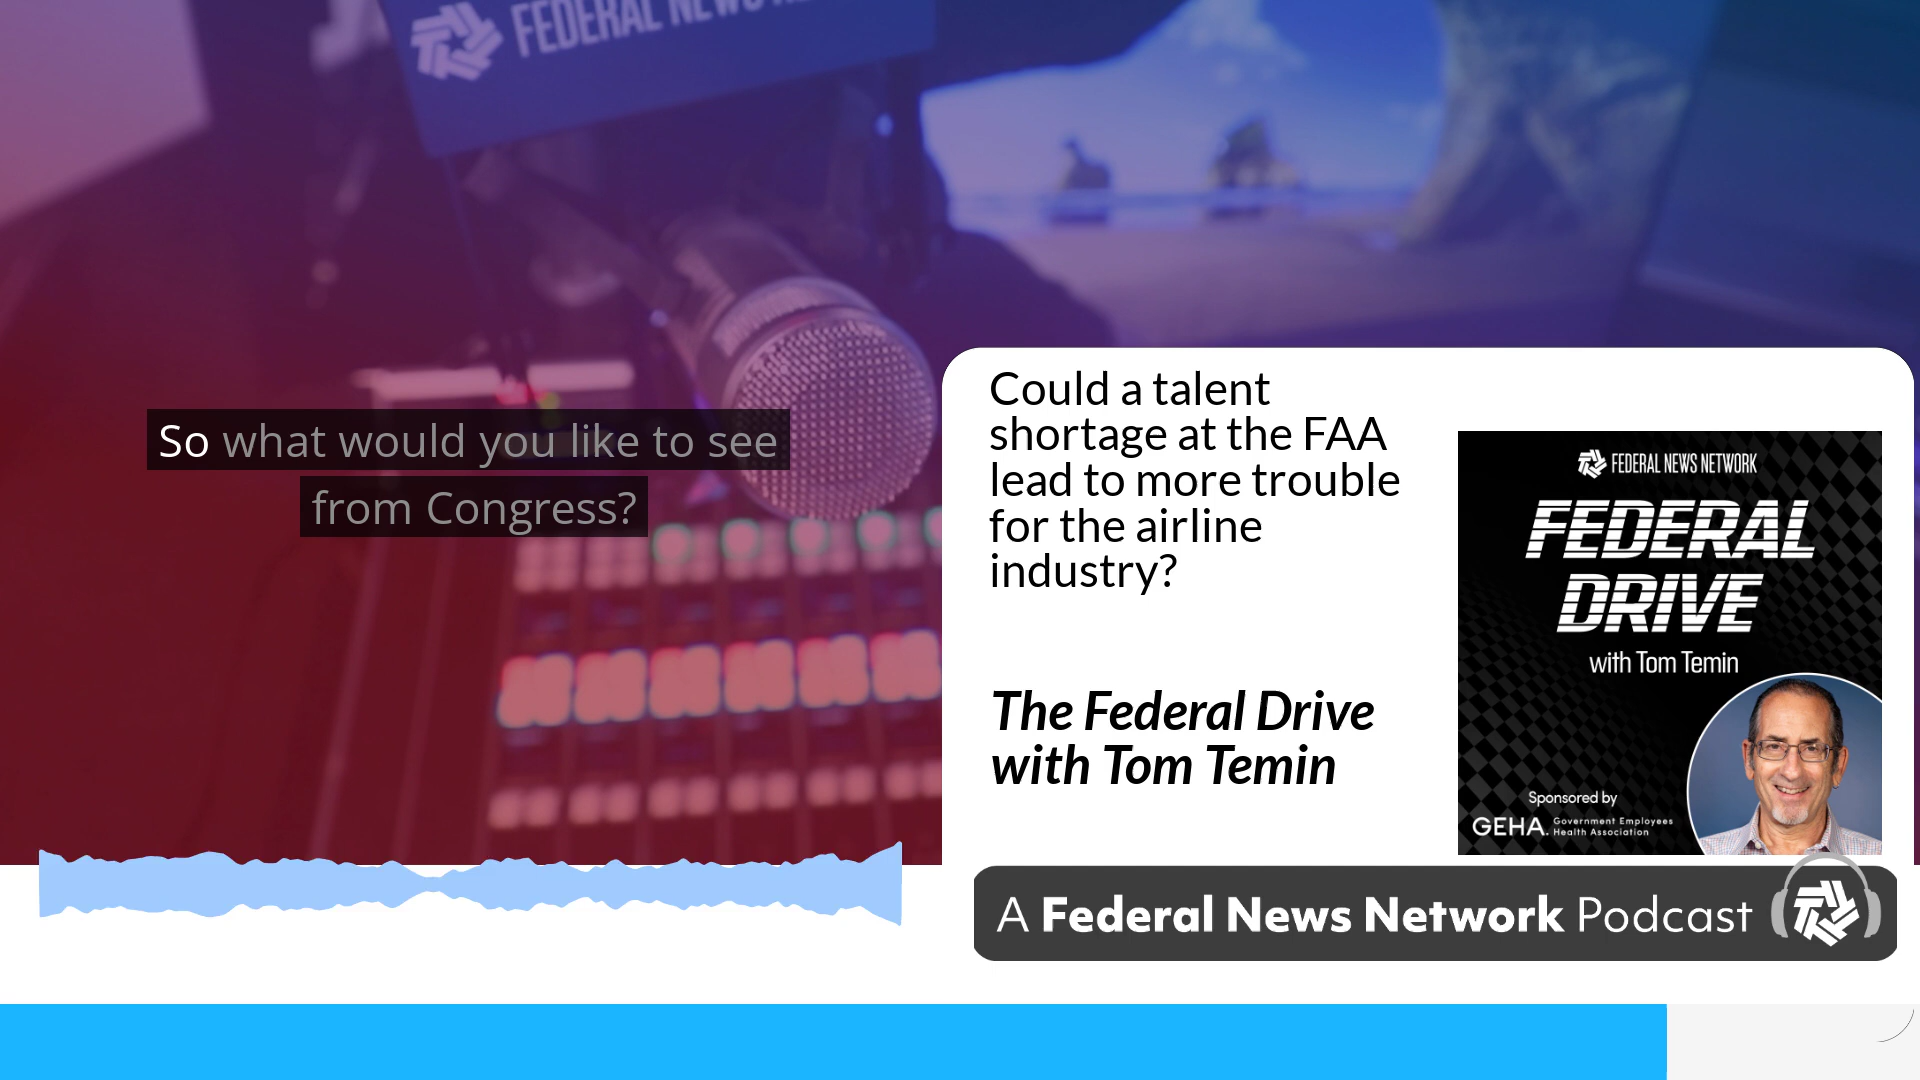 FEDERAL NEWS
So what would you like to see
from Congress?
Could a talent
shortage at the FAA
lead to more trouble
for the airline
industry?
The Federal Drive
with Tom Temin
FEDERAL NEWS NETWORK
FEDERAL
DRIVE
with Tom Temin
Sponsored by
GEHA. Government Employees
Health Association
A Federal News Network Podcast